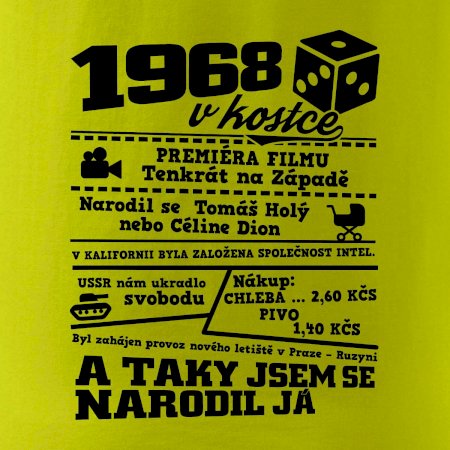 1968
v kostce
PREMIÉRA FILMU
Tenkrát na Západě
Narodil se Tomáš Holý
nebo Céline Dion
V KALIFORNII BYLA ZALOŽENA SPOLEČNOST INTEL.
USSR nám ukradlo
svobodu
Nákup:
CHLEBA ... 2,60 KČS
PIVO
1,40 KČS
Byl zahájen provoz nového letiště v Praze - Ruzyni
A TAKY JSEM SE
NARODIL JÁ